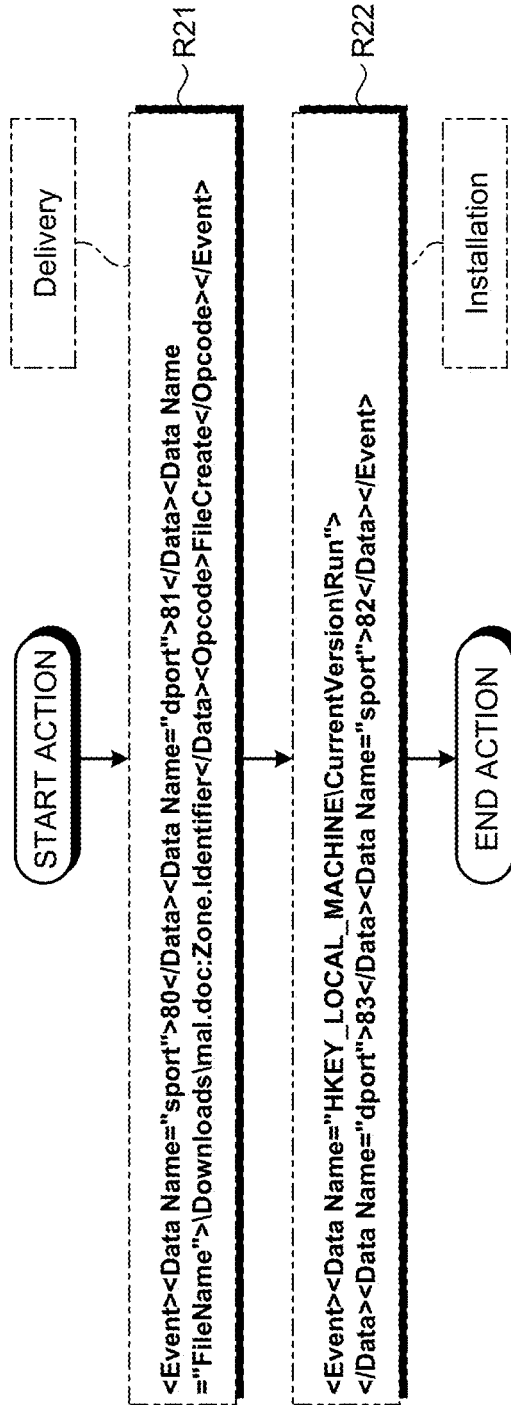 START ACTION
Delivery
<Event><Data Name="sport">80</Data><Data Name="dport">81</Data><Data Name
="FileName">\Downloads\mal.doc:Zone.Identifier</Data><Opcode>FileCreate</Opcode></Event>
R21
<Event><Data Name="HKEY_LOCAL_MACHINE\CurrentVersion\Run">
</Data><Data Name="dport">83</Data><Data Name="sport">82</Data></Event>
R22
END ACTION
Installation